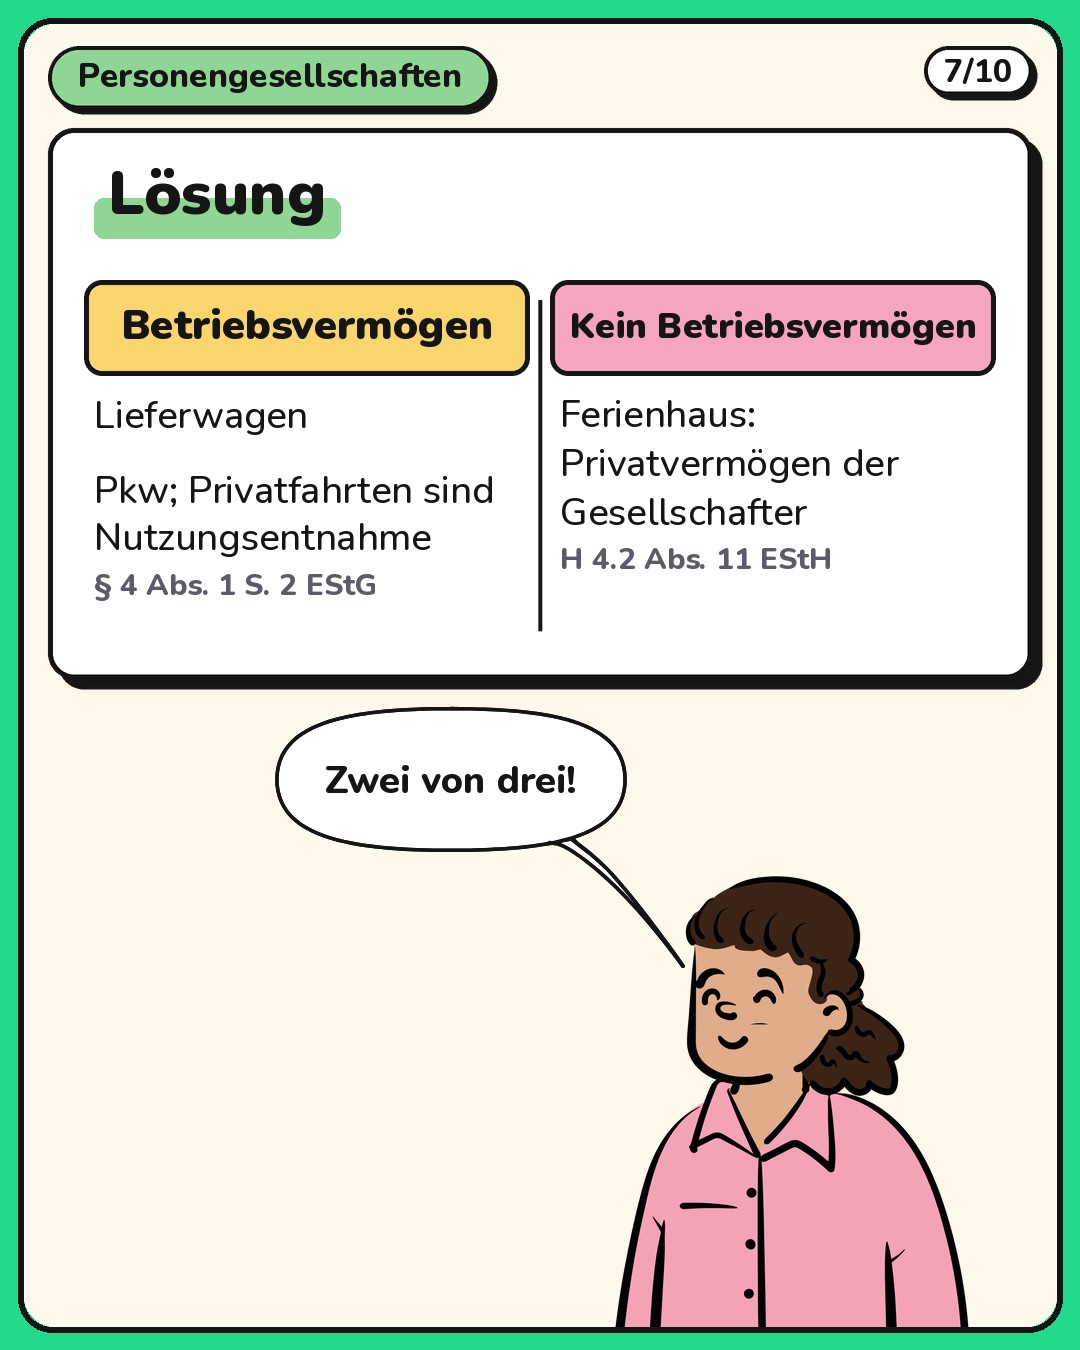 Personengesellschaften
7/10
Lösung
Betriebsvermögen
Lieferwagen
Pkw; Privatfahrten sind
Nutzungsentnahme
§ 4 Abs. 1 S. 2 EStG
Kein Betriebsvermögen
Ferienhaus:
Privatvermögen der
Gesellschafter
H 4.2 Abs. 11 EStH
Zwei von drei!